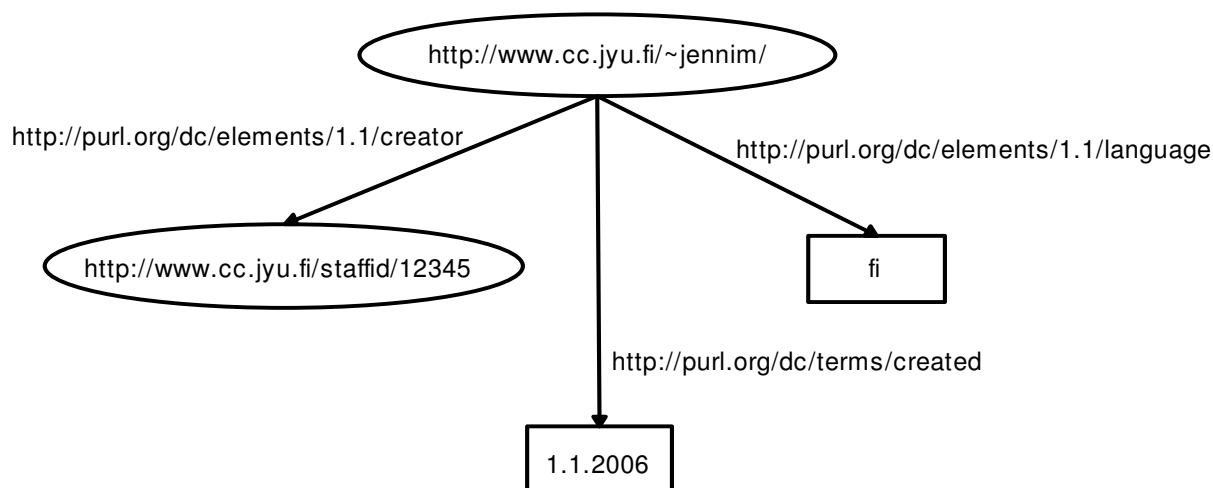 http://www.cc.jyu.fi/~jennim/
http://purl.org/dc/elements/1.1/creator
http://purl.org/dc/elements/1.1/language
http://www.cc.jyu.fi/staffid/12345
fi
http://purl.org/dc/terms/created
1.1.2006